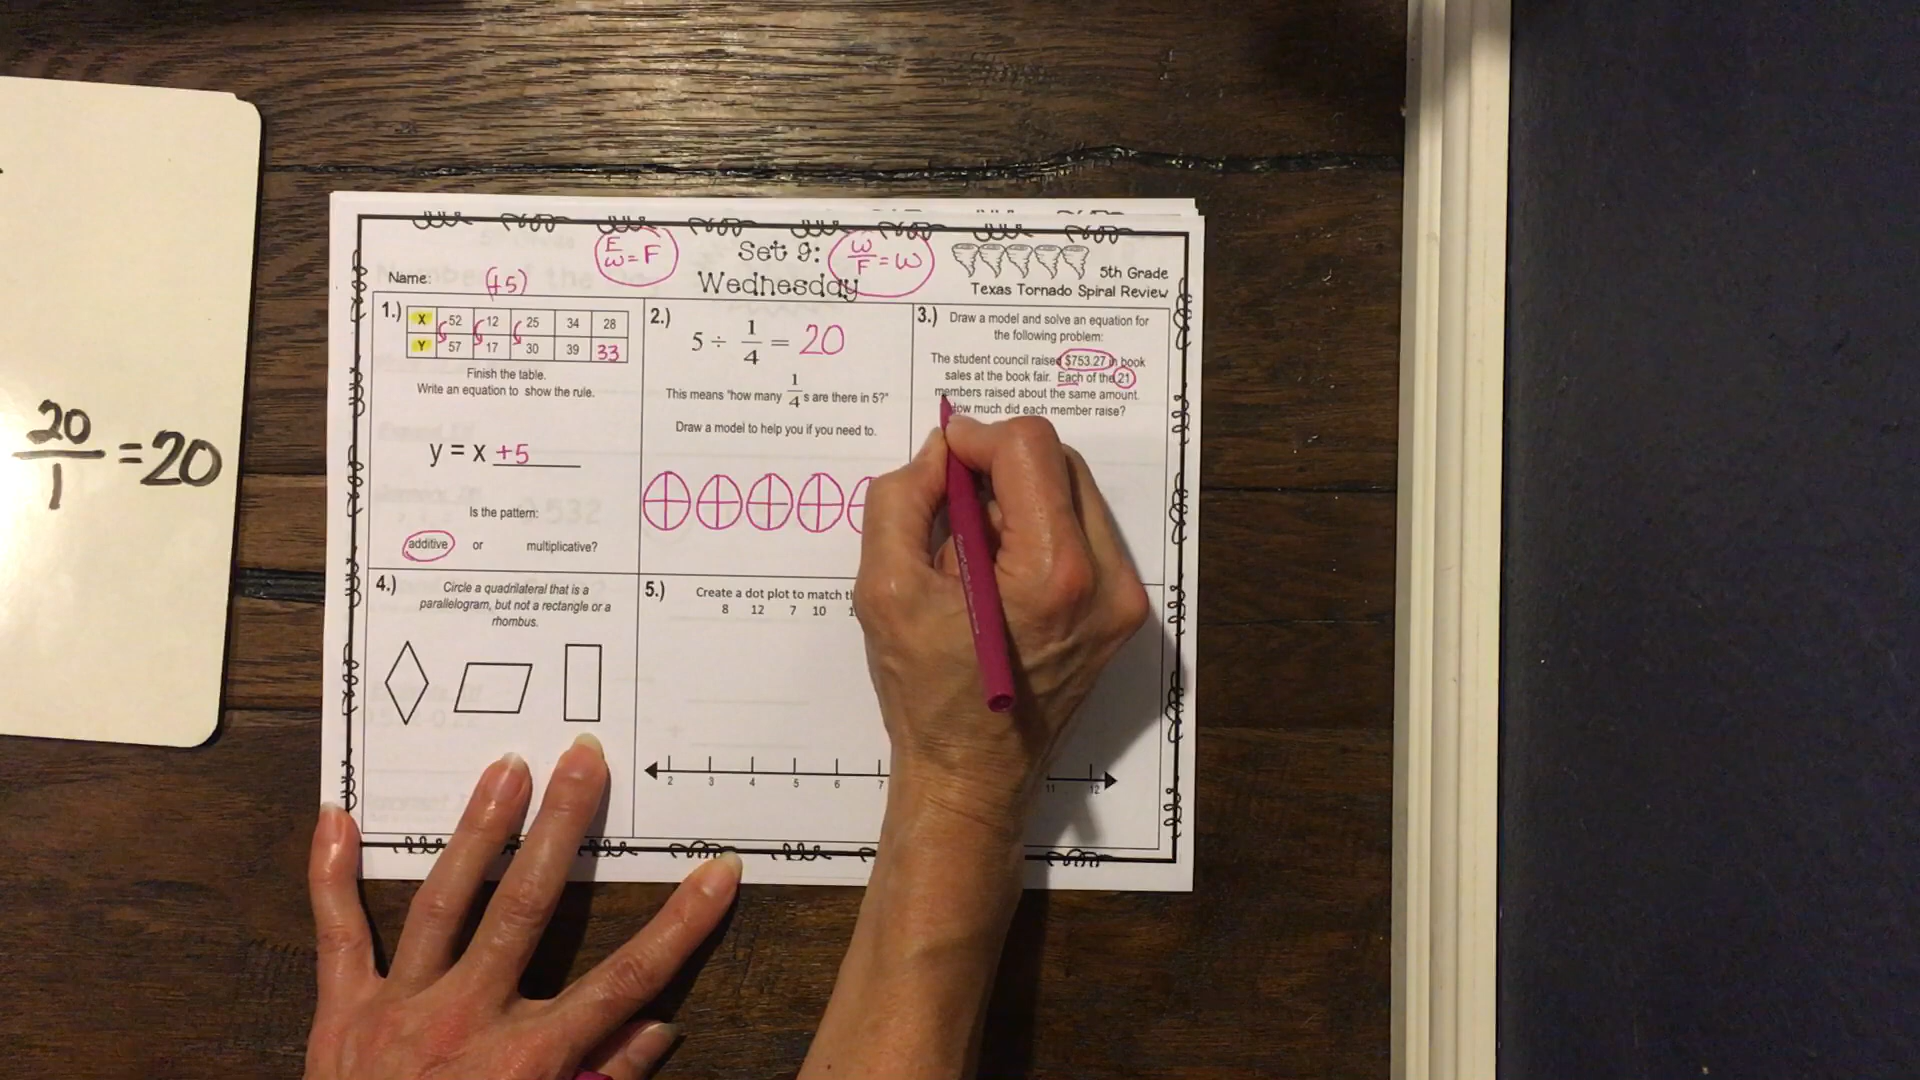 20
1
=20
E
W = F
Set 9:
W
F = W
Name:
(+5)
Wednesday
5th Grade
Texas Tornado Spiral Review
1.)
X 52 12 25 34 28
Y 57 17 30 39 33
Finish the table.
Write an equation to show the rule.
y = x +5
Is the pattern:
additive or multiplicative?
2.)
5 ÷ 1/4 = 20
This means "how many 1/4 s are there in 5?"
Draw a model to help you if you need to.
3.) Draw a model and solve an equation for
the following problem:
The student council raised $753.27 in book
sales at the book fair. Each of the 21
members raised about the same amount.
How much did each member raise?
4.) Circle a quadrilateral that is a
parallelogram, but not a rectangle or a
rhombus.
5.) Create a dot plot to match
8 12 7 10
2 3 4 5 6 7 11 12